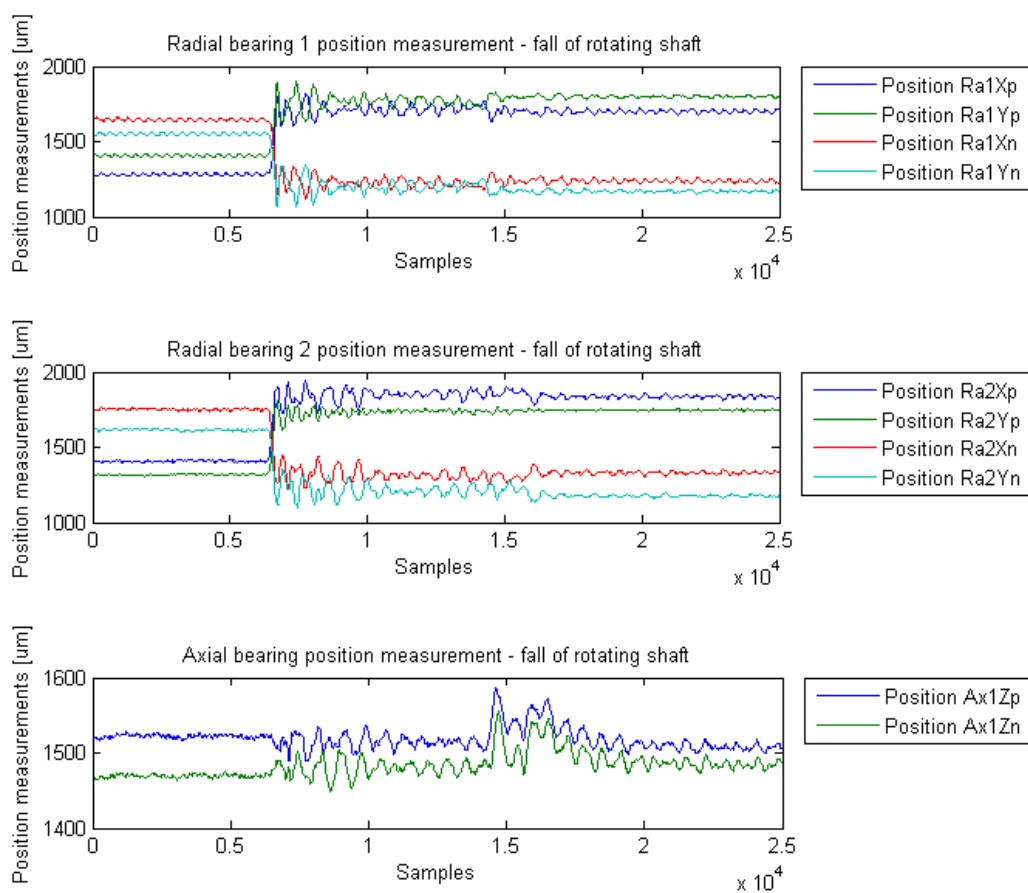 Radial bearing 1 position measurement - fall of rotating shaft
Position measurements [um]
2000
1500
1000
0
0.5
1
1.5
2
2.5
Samples
x 10^4
Position Ra1Xp
Position Ra1Yp
Position Ra1Xn
Position Ra1Yn
Radial bearing 2 position measurement - fall of rotating shaft
Position measurements [um]
2000
1500
1000
0
0.5
1
1.5
2
2.5
Samples
x 10^4
Position Ra2Xp
Position Ra2Yp
Position Ra2Xn
Position Ra2Yn
Axial bearing position measurement - fall of rotating shaft
Position measurements [um]
1600
1500
1400
0
0.5
1
1.5
2
2.5
Samples
x 10^4
Position Ax1Zp
Position Ax1Zn